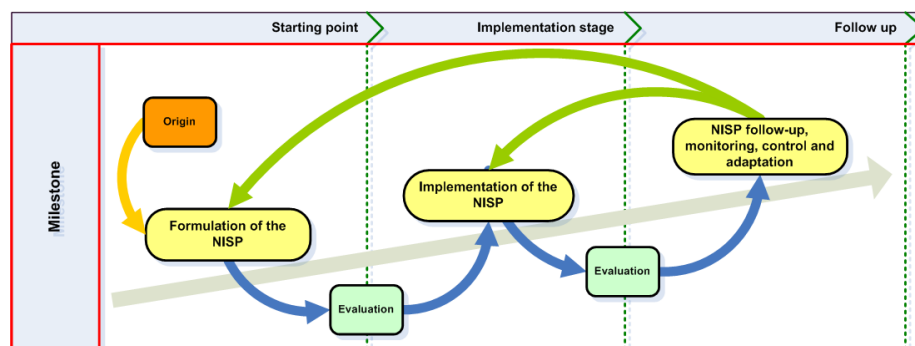 Starting point
Implementation stage
Follow up
Milestone
Origin
NISP follow-up,
monitoring, control and
adaptation
Implementation of the
NISP
Formulation of the
NISP
Evaluation
Evaluation